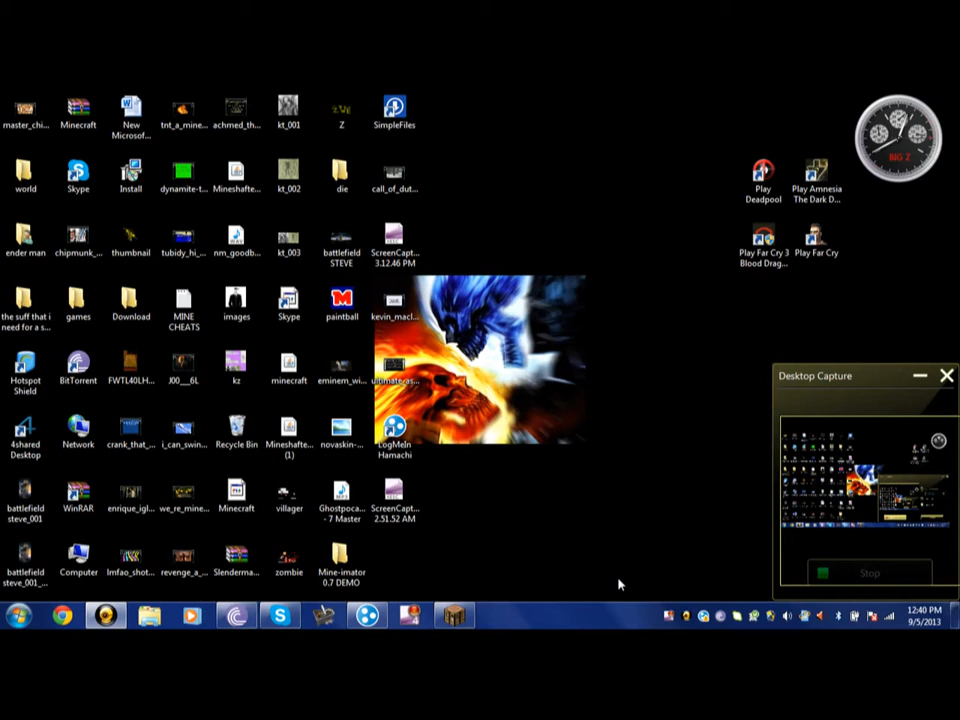 master_chi...
Minecraft
New
Microsof...
tnt_a_mine...
achmed_th...
kt_001
Z
SimpleFiles
world
Skype
Install
dynamite-t...
Mineshafte...
kt_002
die
call_of_dut...
Play
Deadpool
Play Amnesia
The Dark D...
BIG Z
ender man
chipmunk_...
thumbnail
tubidy_hi_...
nm_goodb...
kt_003
battlefield
STEVE
ScreenCapt...
3.12.46 PM
Play Far Cry 3
Blood Drag...
Play Far Cry
the suff that i
need for a s...
games
Download
MINE
CHEATS
images
Skype
paintball
kevin_macl...
Hotspot
Shield
BitTorrent
FWTL40LH...
J00___6L
kz
minecraft
eminem_wi...
ultimate_as...
Desktop Capture
4shared
Desktop
Network
crank_that_...
i_can_swin...
Recycle Bin
Mineshafte...
(1)
novaskin-...
LogMeIn
Hamachi
battlefield
steve_001
WinRAR
enrique_igl...
we_re_mine...
Minecraft
villager
Ghostpoca...
- 7 Master
ScreenCapt...
2.51.52 AM
battlefield
steve_001_...
Computer
lmfao_shot...
revenge_a_...
Slenderma...
zombie
Mine-imator
0.7 DEMO
Stop
12:40 PM
9/5/2013